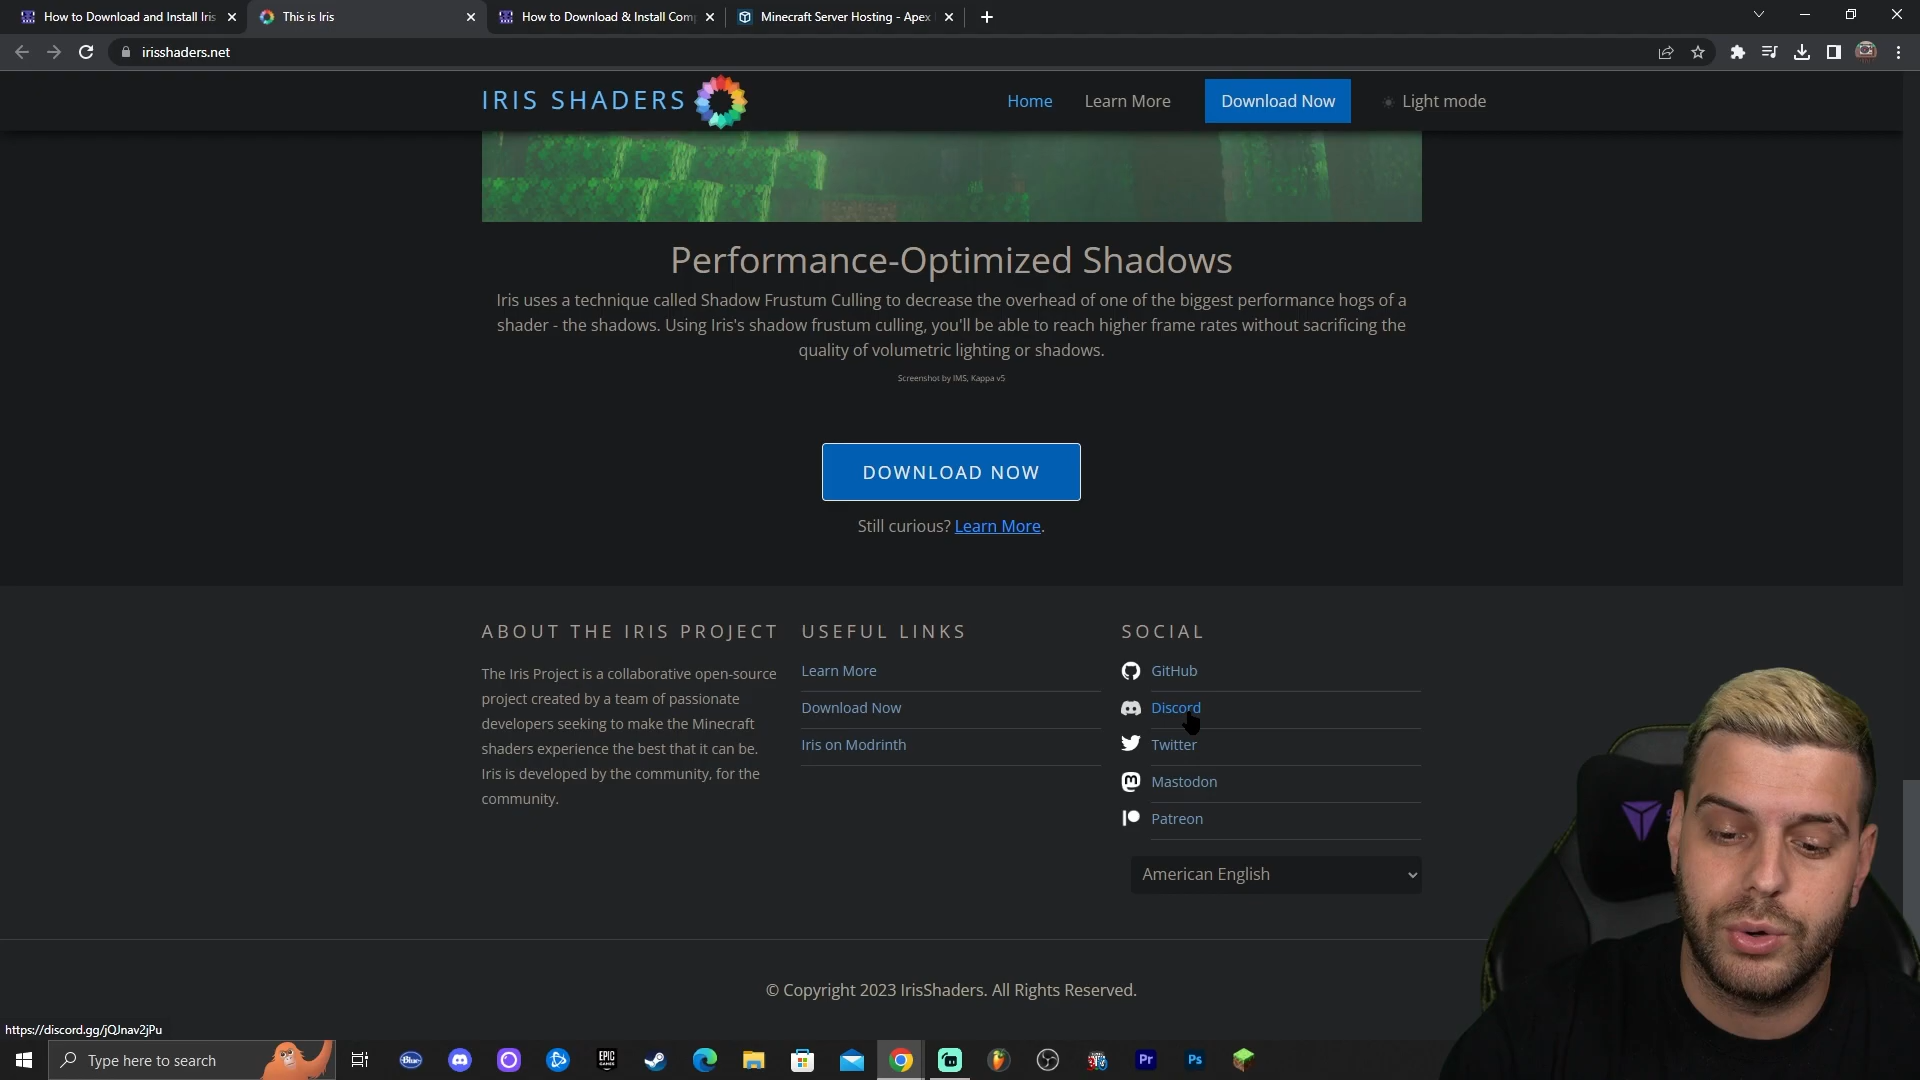 How to Download and Install Iris
This is Iris
How to Download & Install Com
Minecraft Server Hosting - Apex
irisshaders.net
IRIS SHADERS
Home
Learn More
Download Now
Light mode
Performance-Optimized Shadows
Iris uses a technique called Shadow Frustum Culling to decrease the overhead of one of the biggest performance hogs of a
shader - the shadows. Using Iris's shadow frustum culling, you'll be able to reach higher frame rates without sacrificing the
quality of volumetric lighting or shadows.
Screenshot by IMS, Kappa v5
DOWNLOAD NOW
Still curious? Learn More.
ABOUT THE IRIS PROJECT
The Iris Project is a collaborative open-source
project created by a team of passionate
developers seeking to make the Minecraft
shaders experience the best that it can be.
Iris is developed by the community, for the
community.
USEFUL LINKS
Learn More
Download Now
Iris on Modrinth
SOCIAL
GitHub
Discord
Twitter
Mastodon
Patreon
American English
© Copyright 2023 IrisShaders. All Rights Reserved.
https://discord.gg/jQJnav2jPu
Type here to search
Blue
EPIC
GAMES
Pr
Ps